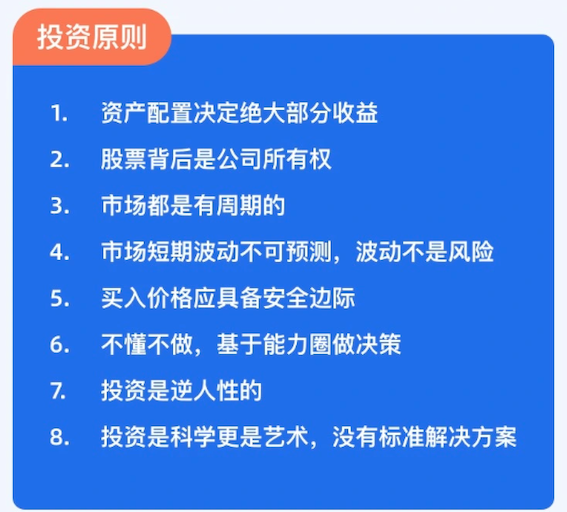 投资原则
1. 资产配置决定绝大部分收益
2. 股票背后是公司所有权
3. 市场都是有周期的
4. 市场短期波动不可预测，波动不是风险
5. 买入价格应具备安全边际
6. 不懂不做，基于能力圈做决策
7. 投资是逆人性的
8. 投资是科学更是艺术，没有标准解决方案